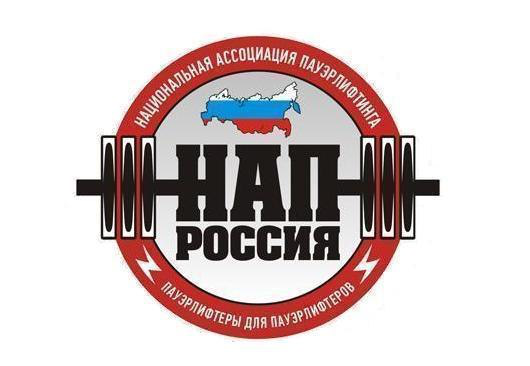 НАЦИОНАЛЬНАЯ АССОЦИАЦИЯ ПАУЭРЛИФТИНГА
НАП
РОССИЯ
ПАУЭРЛИФТЕРЫ ДЛЯ ПАУЭРЛИФТЕРОВ